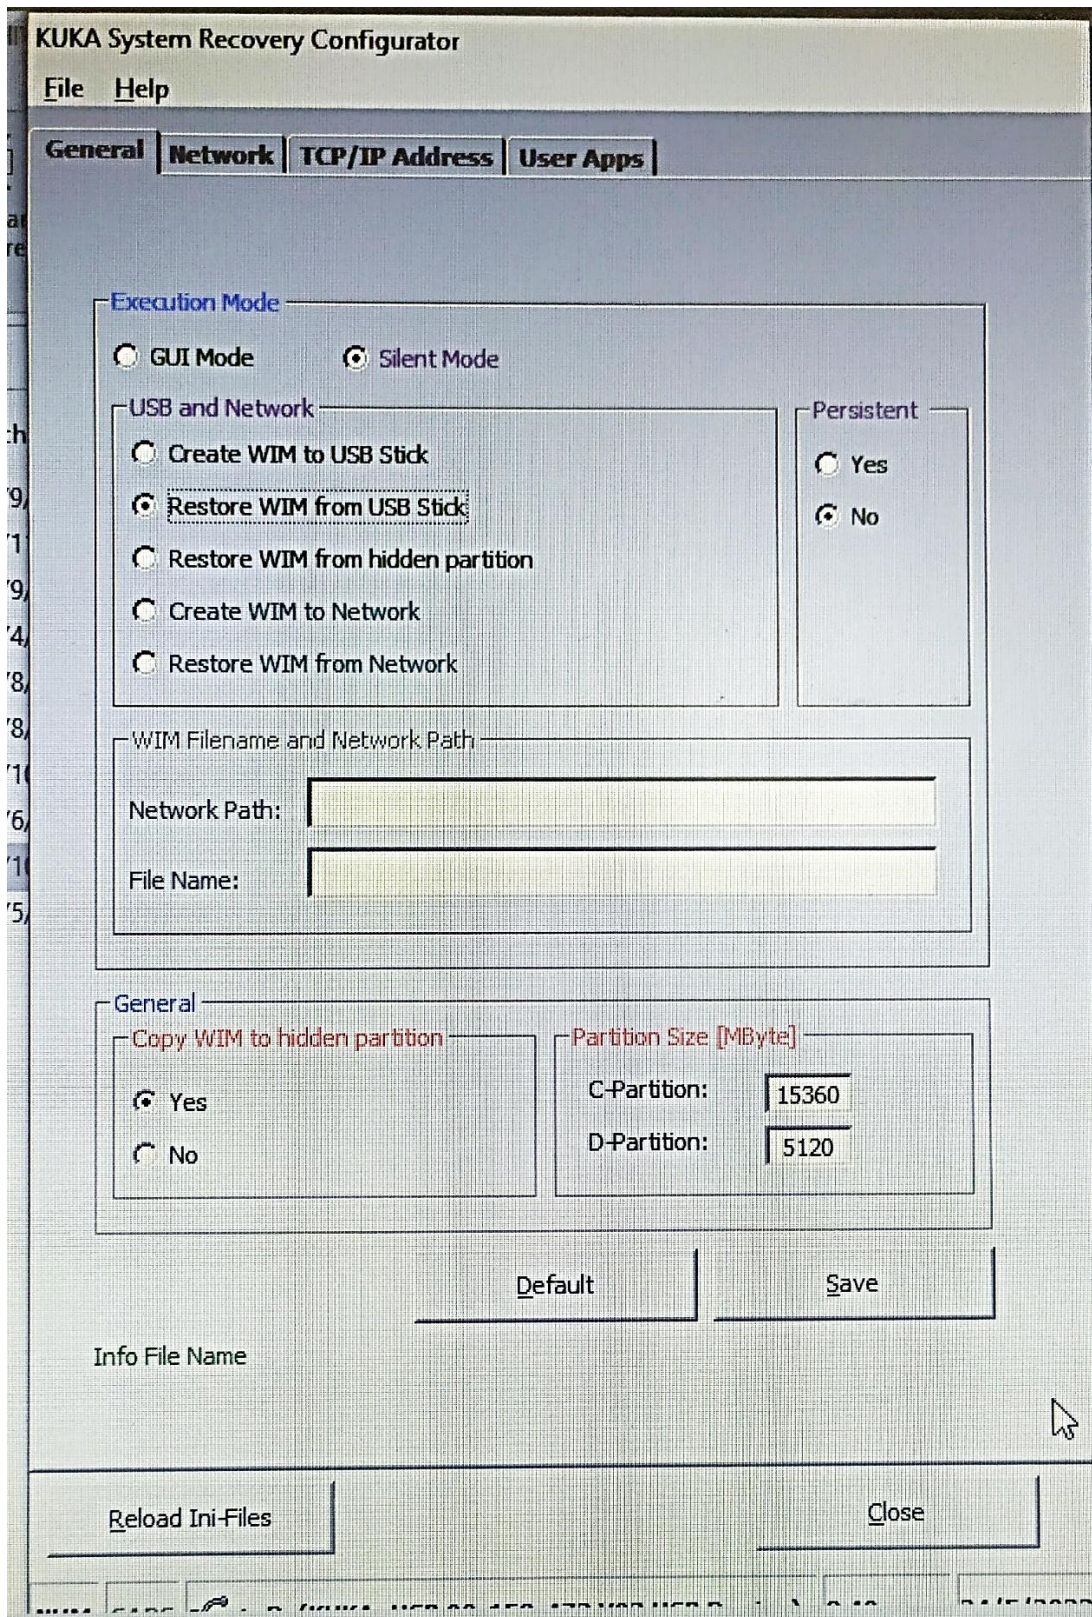 KUKA System Recovery Configurator
File Help
General Network TCP/IP Address User Apps
Execution Mode
GUI Mode Silent Mode
USB and Network
Create WIM to USB Stick
Restore WIM from USB Stick
Restore WIM from hidden partition
Create WIM to Network
Restore WIM from Network
Persistent
Yes
No
WIM Filename and Network Path
Network Path:
File Name:
General
Copy WIM to hidden partition
Yes
No
Partition Size [MByte]
C-Partition: 15360
D-Partition: 5120
Default Save
Info File Name
Reload Ini-Files Close